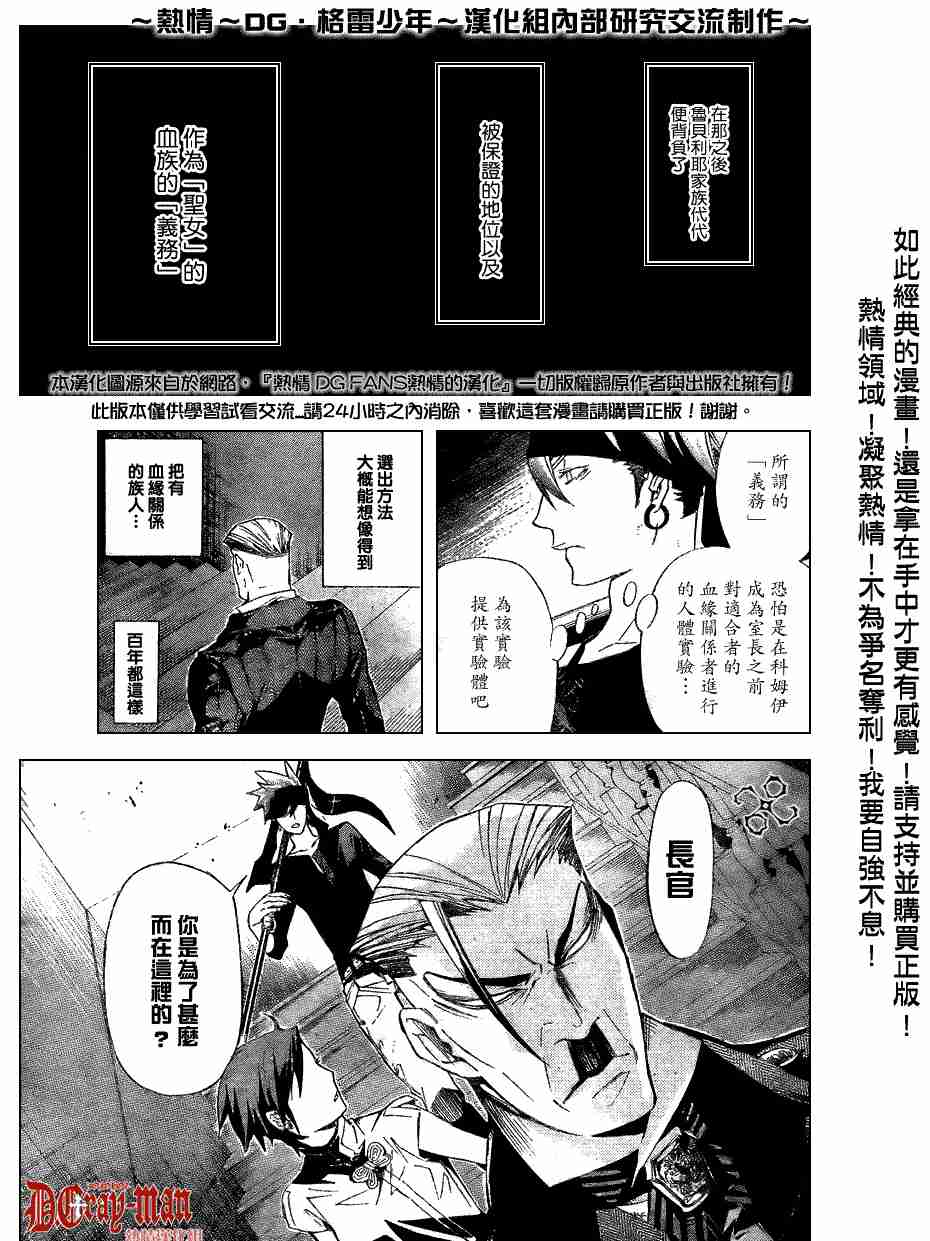 ~熱情~DG·格雷少年~漢化組內部研究交流制作~
在那之後
魯貝利耶家族代代
便背負了
被保證的地位以及
作為「聖女」的
血族的「義務」
本漢化圖源來自於網路，『熱情 DG FANS熱情的漢化』一切版權歸原作者與出版社擁有！
此版本僅供學習試看交流…請24小時之內消除，喜歡這套漫畫請購買正版！謝謝。
如此經典的漫畫！還是拿在手中才更有感覺！請支持並購買正版！
熱情領域！凝聚熱情！不為爭名奪利！我要自強不息！
所謂的
「義務」
恐怕是在科姆伊
成為室長之前
對適合者的
血緣關係者進行
的人體實驗…
為該實驗
提供實驗體吧
選出方法
大概能想像得到
把有
血緣關係
的族人…
百年都這樣
長官
你是為了甚麼
而在這裡的？
D.Gray-man